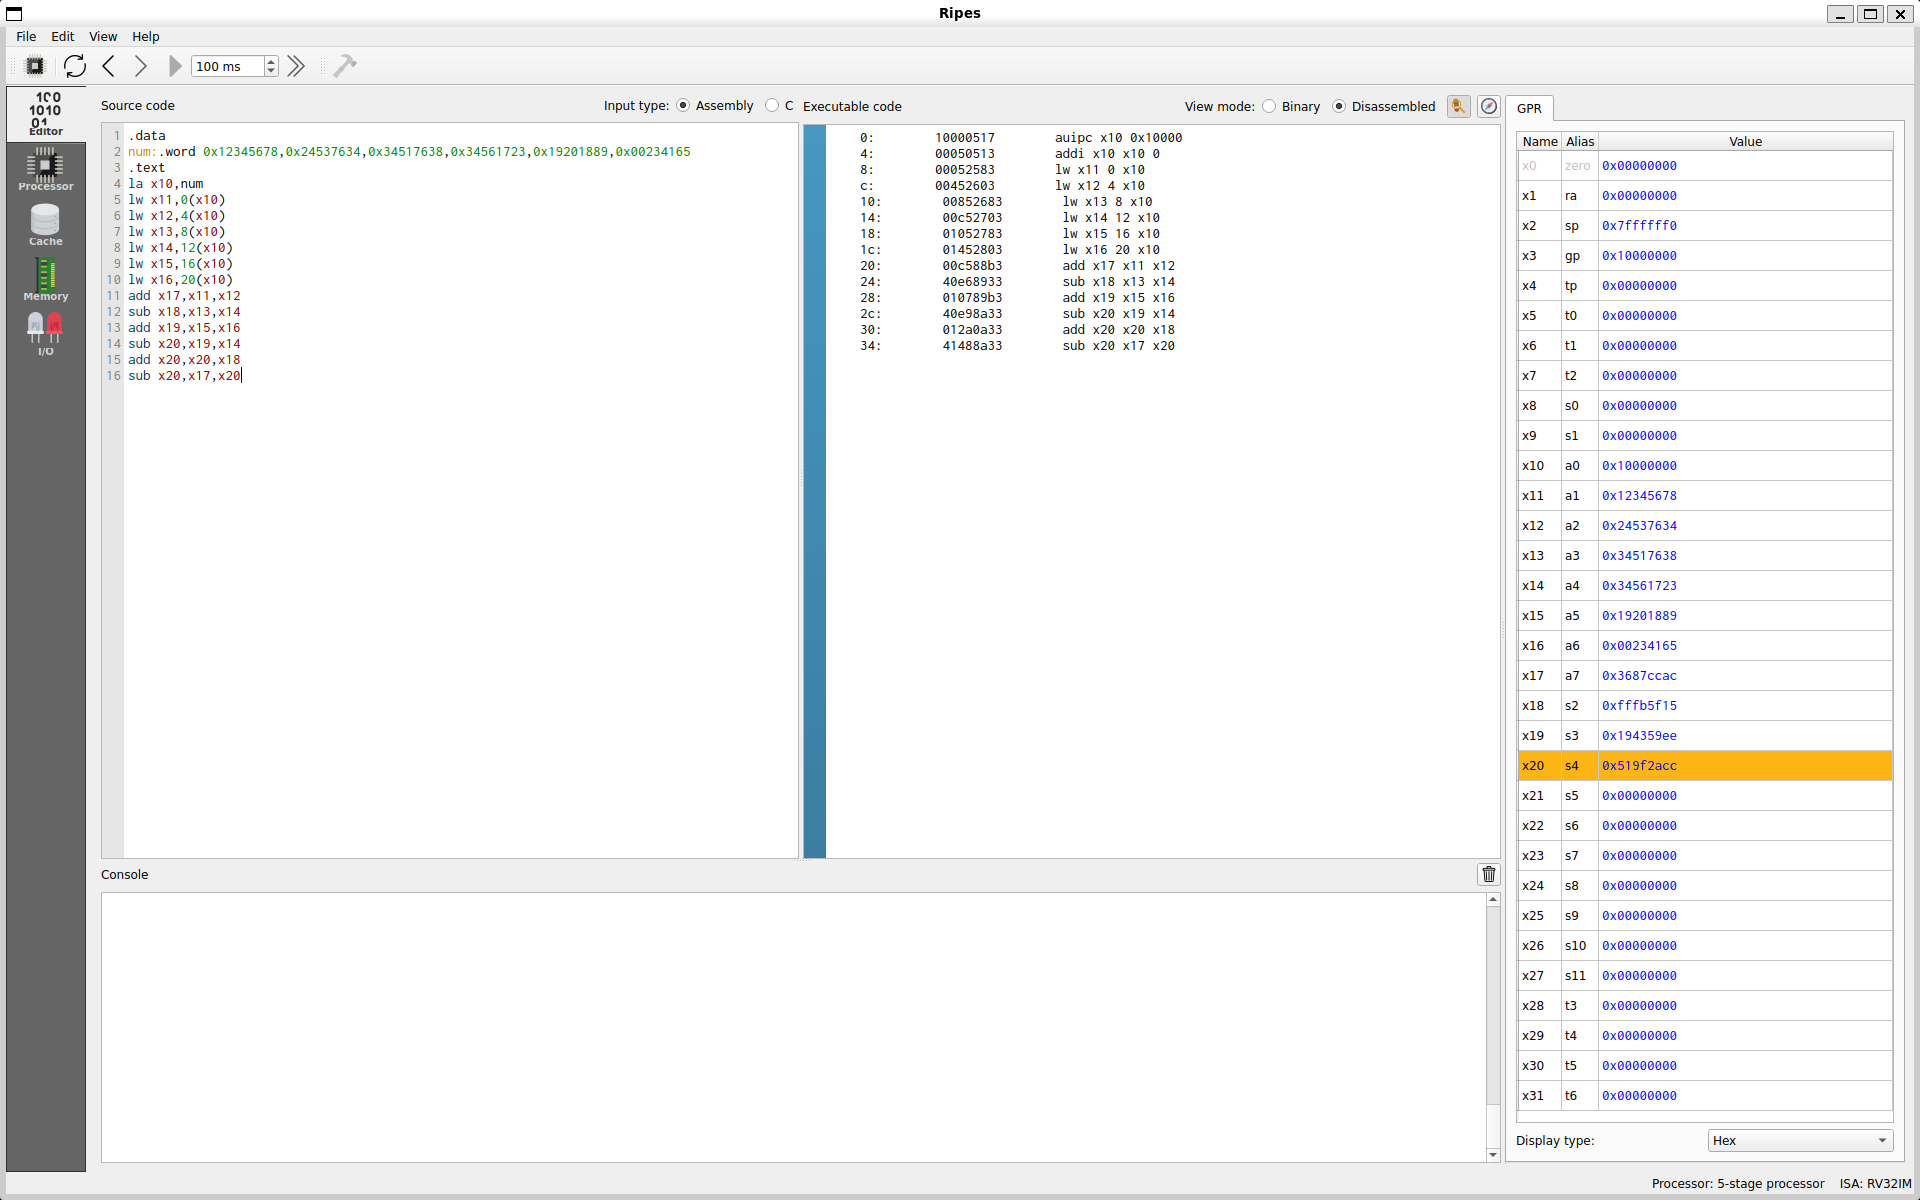 Ripes
File Edit View Help
100 ms
Editor
Processor
Cache
Memory
I/O
Source code Input type: Assembly C
1 .data
2 num:.word 0x12345678,0x24537634,0x34517638,0x34561723,0x19201889,0x00234165
3 .text
4 la x10,num
5 lw x11,0(x10)
6 lw x12,4(x10)
7 lw x13,8(x10)
8 lw x14,12(x10)
9 lw x15,16(x10)
10 lw x16,20(x10)
11 add x17,x11,x12
12 sub x18,x13,x14
13 add x19,x15,x16
14 sub x20,x19,x14
15 add x20,x20,x18
16 sub x20,x17,x20
Executable code View mode: Binary Disassembled
0: 10000517 auipc x10 0x10000
4: 00050513 addi x10 x10 0
8: 00052583 lw x11 0 x10
c: 00452603 lw x12 4 x10
10: 00852683 lw x13 8 x10
14: 00c52703 lw x14 12 x10
18: 01052783 lw x15 16 x10
1c: 01452803 lw x16 20 x10
20: 00c588b3 add x17 x11 x12
24: 40e68933 sub x18 x13 x14
28: 010789b3 add x19 x15 x16
2c: 40e98a33 sub x20 x19 x14
30: 012a0a33 add x20 x20 x18
34: 41488a33 sub x20 x17 x20
Console
GPR
Name Alias Value
x0 zero 0x00000000
x1 ra 0x00000000
x2 sp 0x7ffffff0
x3 gp 0x10000000
x4 tp 0x00000000
x5 t0 0x00000000
x6 t1 0x00000000
x7 t2 0x00000000
x8 s0 0x00000000
x9 s1 0x00000000
x10 a0 0x10000000
x11 a1 0x12345678
x12 a2 0x24537634
x13 a3 0x34517638
x14 a4 0x34561723
x15 a5 0x19201889
x16 a6 0x00234165
x17 a7 0x3687ccac
x18 s2 0xfffb5f15
x19 s3 0x194359ee
x20 s4 0x519f2acc
x21 s5 0x00000000
x22 s6 0x00000000
x23 s7 0x00000000
x24 s8 0x00000000
x25 s9 0x00000000
x26 s10 0x00000000
x27 s11 0x00000000
x28 t3 0x00000000
x29 t4 0x00000000
x30 t5 0x00000000
x31 t6 0x00000000
Display type: Hex
Processor: 5-stage processor ISA: RV32IM